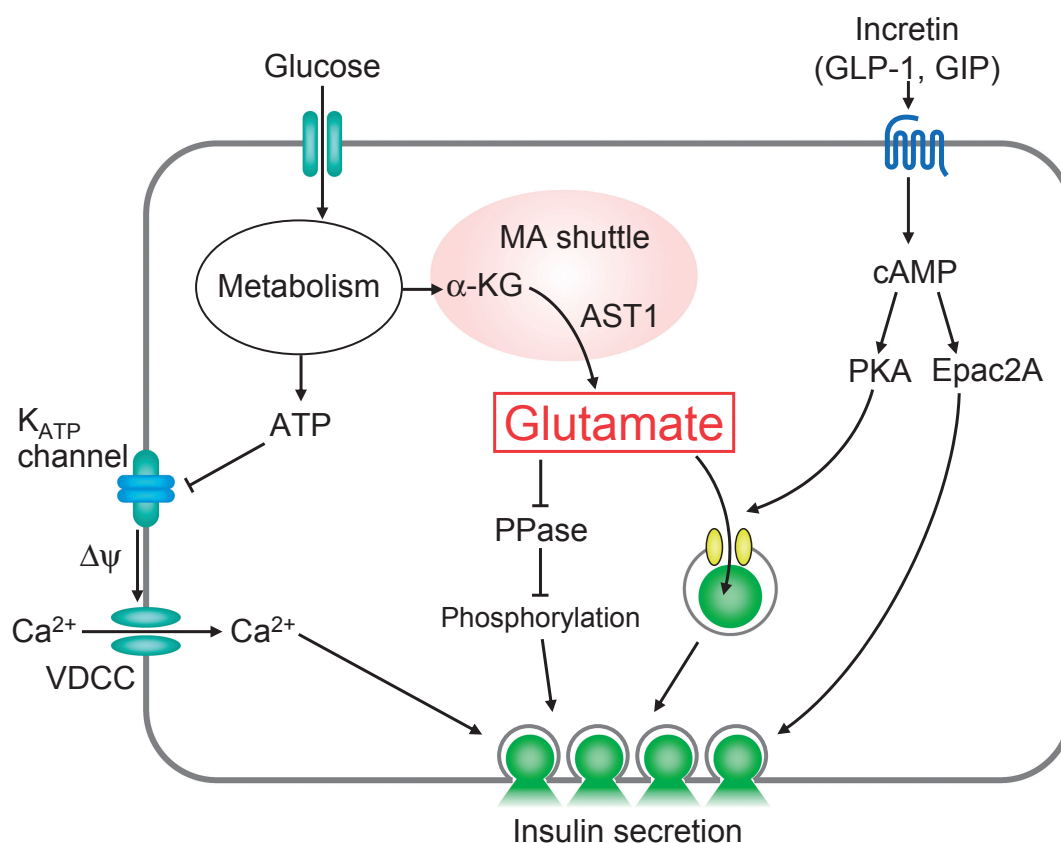 Incretin
(GLP-1, GIP)
Glucose
MA shuttle
Metabolism
α-KG
AST1
cAMP
PKA
Epac2A
ATP
Glutamate
K_ATP
channel
PPase
Δψ
Phosphorylation
Ca²⁺
Ca²⁺
VDCC
Insulin secretion